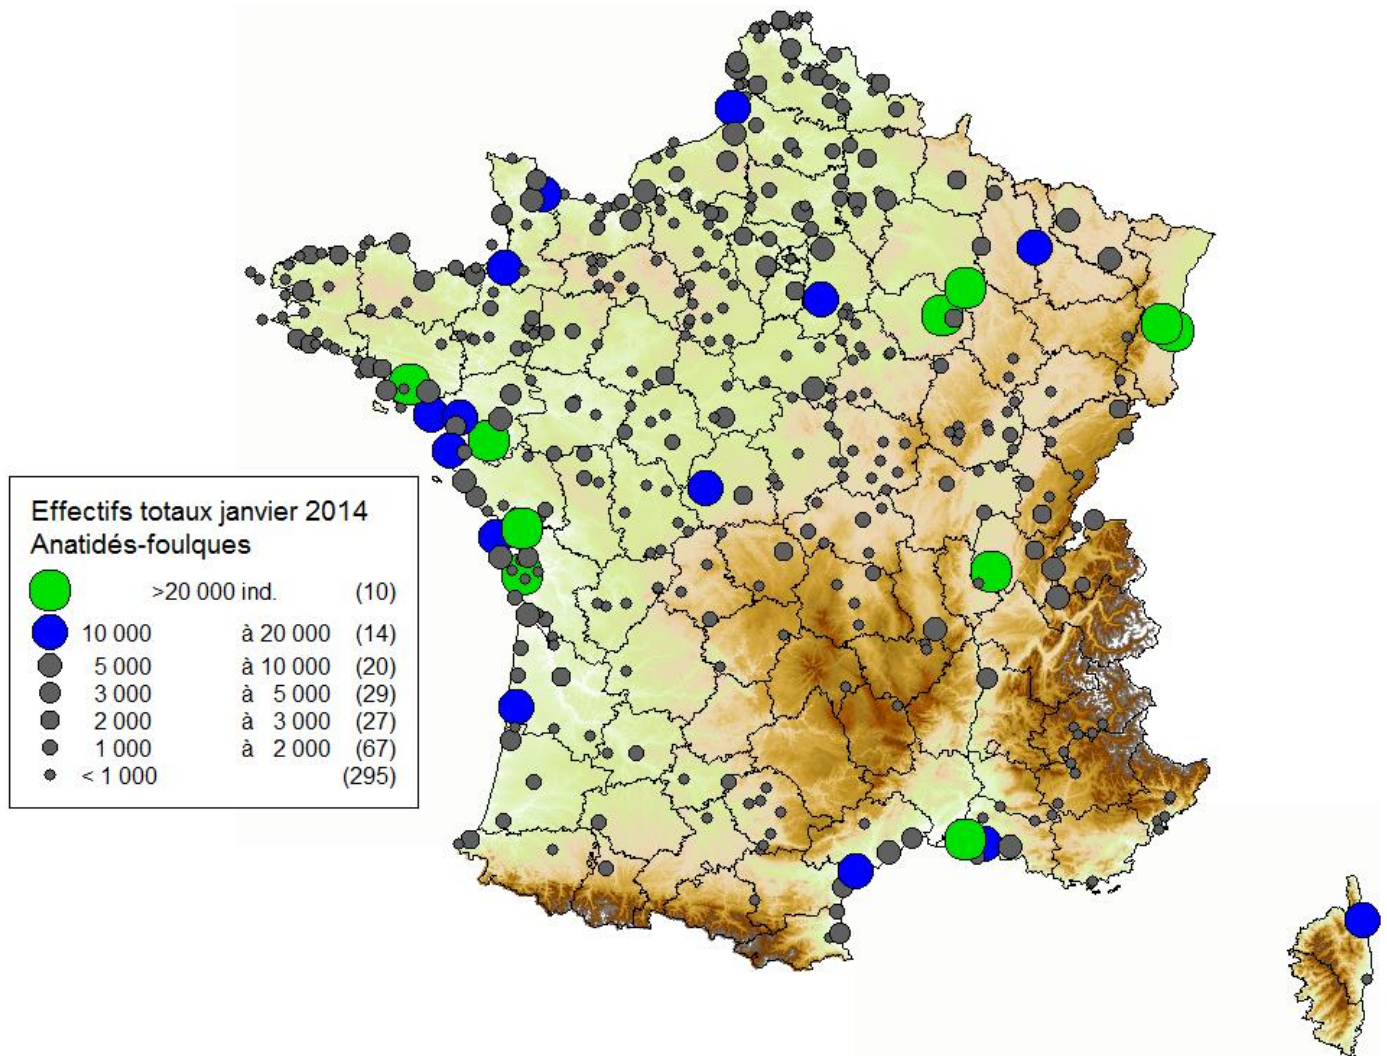 Effectifs totaux janvier 2014
Anatidés-foulques
>20 000 ind. (10)
10 000 à 20 000 (14)
5 000 à 10 000 (20)
3 000 à 5 000 (29)
2 000 à 3 000 (27)
1 000 à 2 000 (67)
< 1 000 (295)